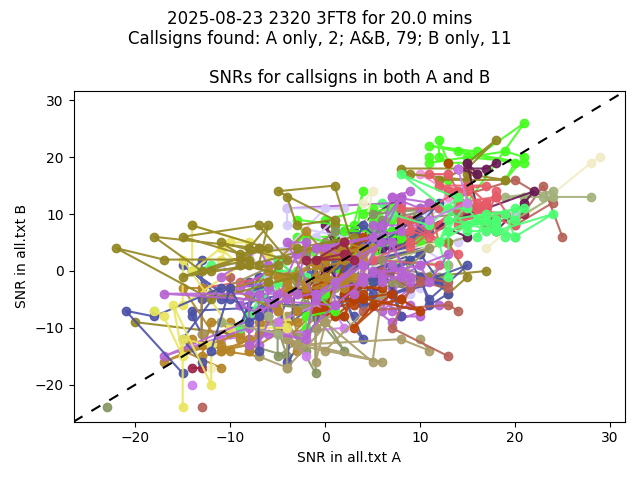 2025-08-23 2320 3FT8 for 20.0 mins
Callsigns found: A only, 2; A&B, 79; B only, 11
SNRs for callsigns in both A and B
SNR in all.txt B
30
20
10
0
−10
−20
−20 −10 0 10 20 30
SNR in all.txt A